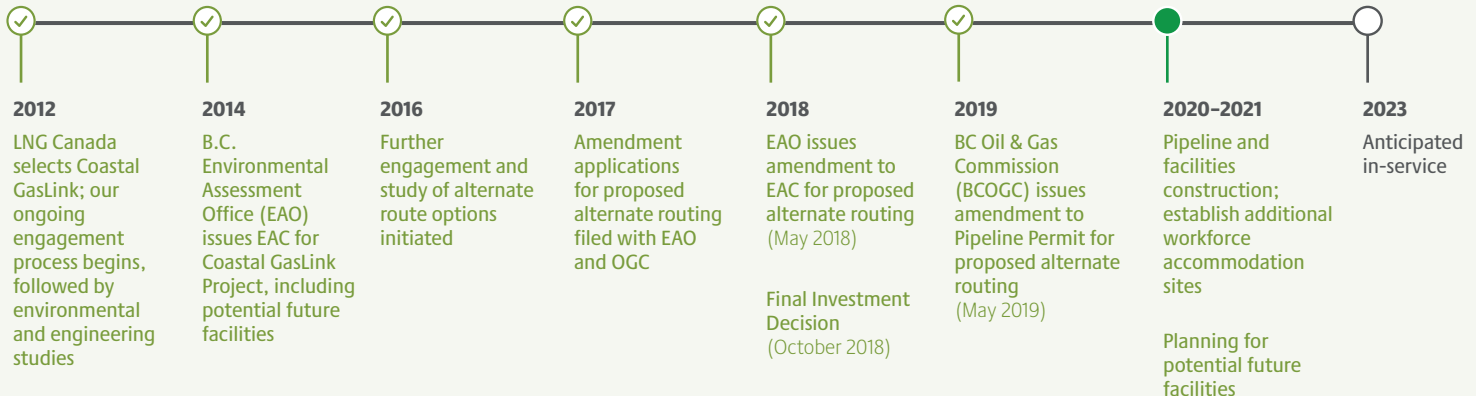 2012
LNG Canada
selects Coastal
GasLink; our
ongoing
engagement
process begins,
followed by
environmental
and engineering
studies
2014
B.C.
Environmental
Assessment
Office (EAO)
issues EAC for
Coastal GasLink
Project, including
potential future
facilities
2016
Further
engagement and
study of alternate
route options
initiated
2017
Amendment
applications
for proposed
alternate routing
filed with EAO
and OGC
2018
EAO issues
amendment to
EAC for proposed
alternate routing
(May 2018)
Final Investment
Decision
(October 2018)
2019
BC Oil & Gas
Commission
(BCOGC) issues
amendment to
Pipeline Permit for
proposed alternate
routing
(May 2019)
2020–2021
Pipeline and
facilities
construction;
establish additional
workforce
accommodation
sites
Planning for
potential future
facilities
2023
Anticipated
in-service